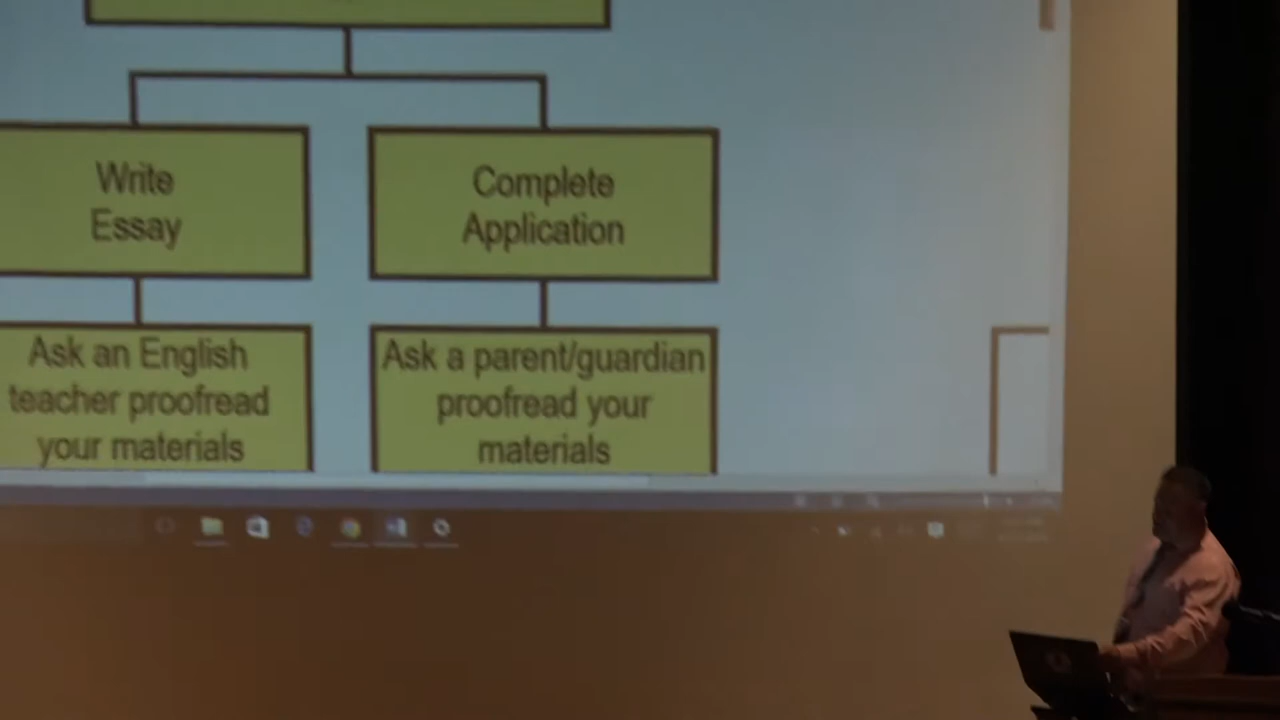 Write
Essay
Complete
Application
Ask an English
teacher proofread
your materials
Ask a parent/guardian
proofread your
materials